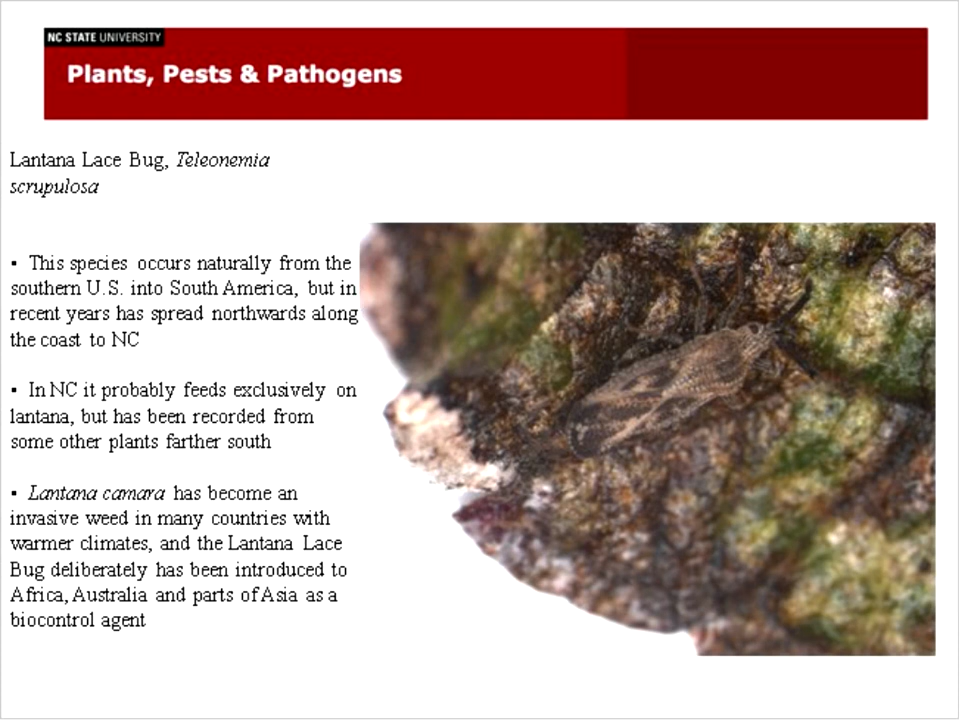 NC STATE UNIVERSITY
Plants, Pests & Pathogens
Lantana Lace Bug, Teleonemia
scrupulosa
▪ This species occurs naturally from the
southern U.S. into South America, but in
recent years has spread northwards along
the coast to NC
▪ In NC it probably feeds exclusively on
lantana, but has been recorded from
some other plants farther south
▪ Lantana camara has become an
invasive weed in many countries with
warmer climates, and the Lantana Lace
Bug deliberately has been introduced to
Africa, Australia and parts of Asia as a
biocontrol agent